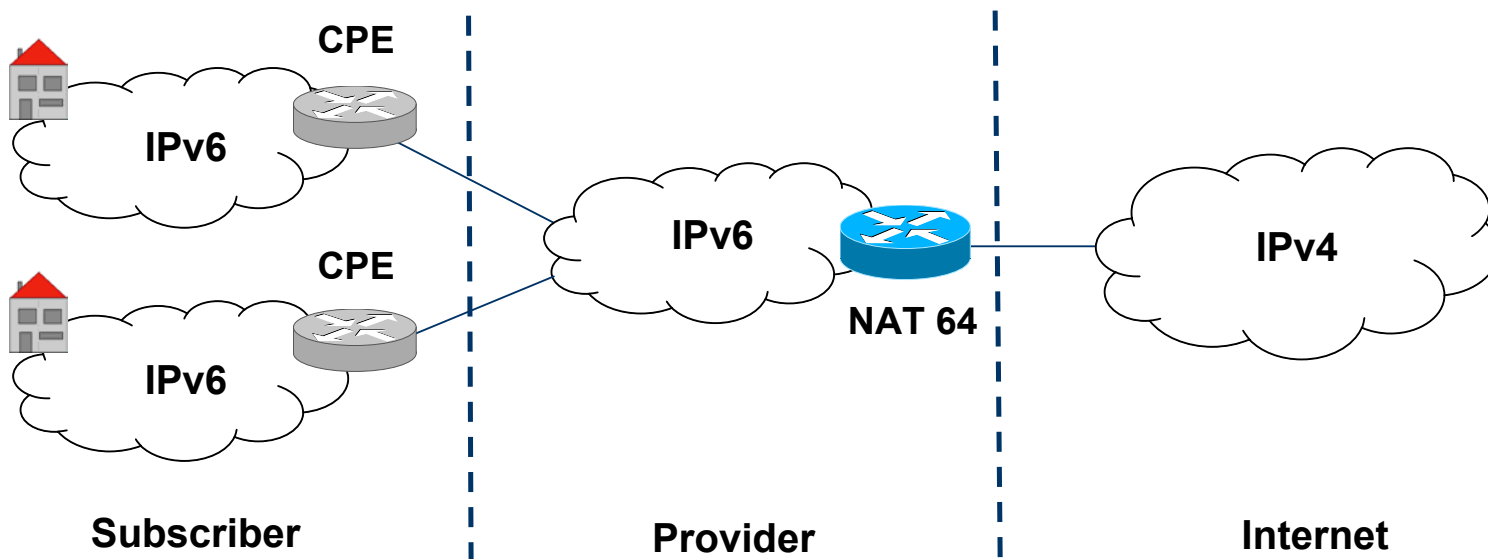 CPE
IPv6
CPE
IPv6
IPv6
NAT 64
IPv4
Subscriber
Provider
Internet